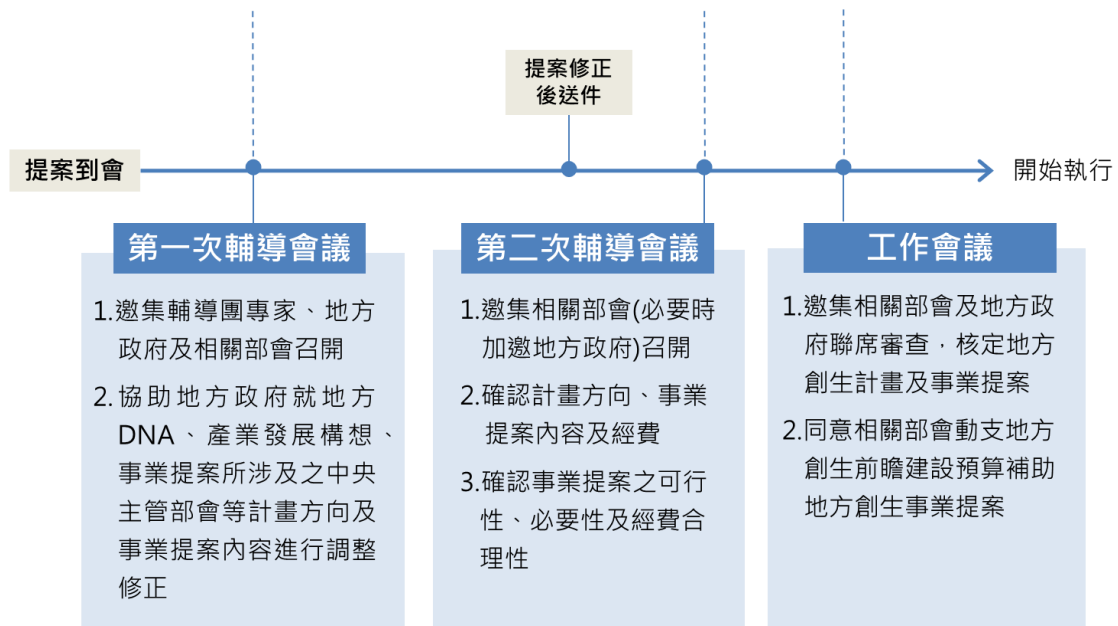 提案修正
後送件
提案到會
開始執行
第一次輔導會議
1.邀集輔導團專家、地方
政府及相關部會召開
2.協助地方政府就地方
DNA、產業發展構想、
事業提案所涉及之中央
主管部會等計畫方向及
事業提案內容進行調整
修正
第二次輔導會議
1.邀集相關部會(必要時
加邀地方政府)召開
2.確認計畫方向、事業
提案內容及經費
3.確認事業提案之可行
性、必要性及經費合
理性
工作會議
1.邀集相關部會及地方政
府聯席審查，核定地方
創生計畫及事業提案
2.同意相關部會動支地方
創生前瞻建設預算補助
地方創生事業提案